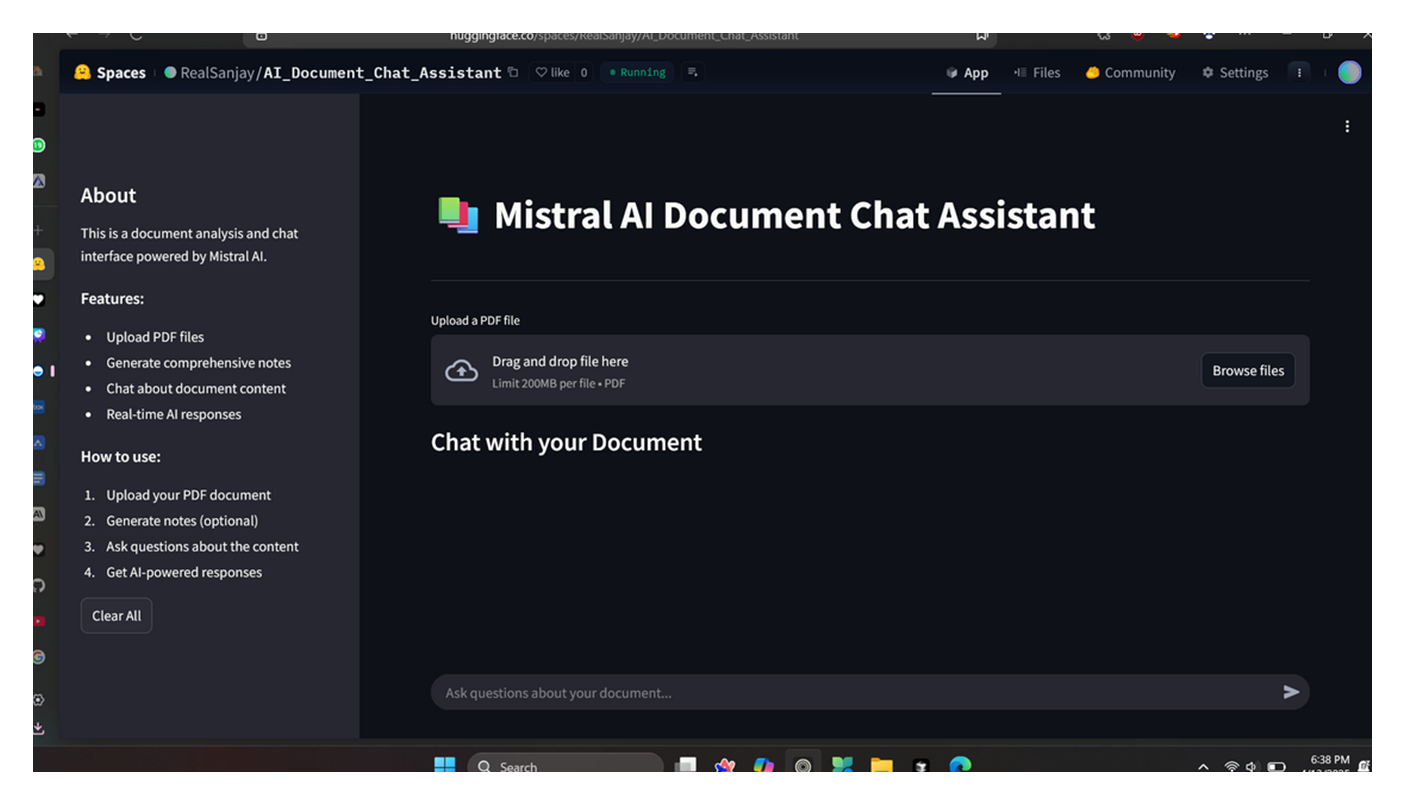 huggingface.co/spaces/RealSanjay/AI_Document_Chat_Assistant
Spaces RealSanjay/AI_Document_Chat_Assistant like 0 Running App Files Community Settings
About
This is a document analysis and chat
interface powered by Mistral AI.
Features:
• Upload PDF files
• Generate comprehensive notes
• Chat about document content
• Real-time AI responses
How to use:
1. Upload your PDF document
2. Generate notes (optional)
3. Ask questions about the content
4. Get AI-powered responses
Clear All
Mistral AI Document Chat Assistant
Upload a PDF file
Drag and drop file here
Limit 200MB per file • PDF
Browse files
Chat with your Document
Ask questions about your document...
Search
6:38 PM